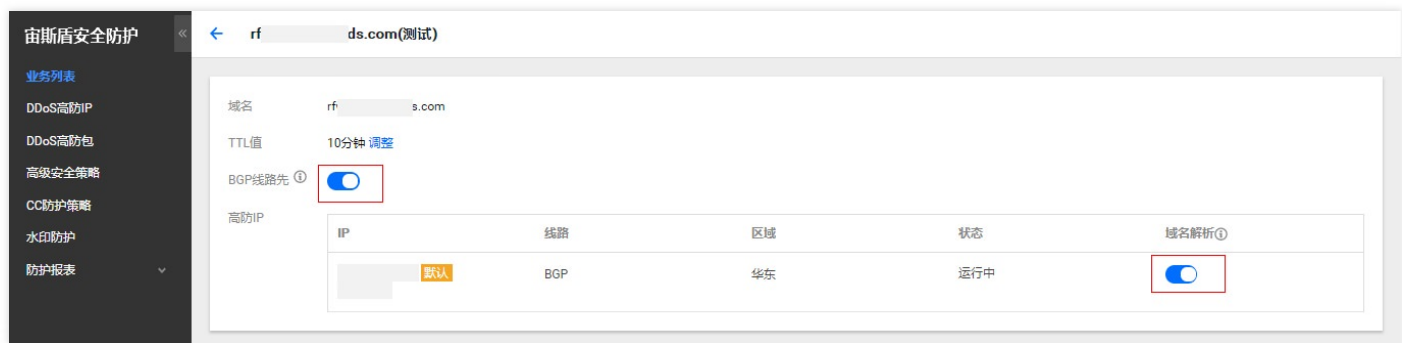 宙斯盾安全防护 «
业务列表
DDoS高防IP
DDoS高防包
高级安全策略
CC防护策略
水印防护
防护报表
← rf ds.com(测试)
域名 rf s.com
TTL值 10分钟 调整
BGP线路先
高防IP
IP 线路 区域 状态 域名解析
默认 BGP 华东 运行中